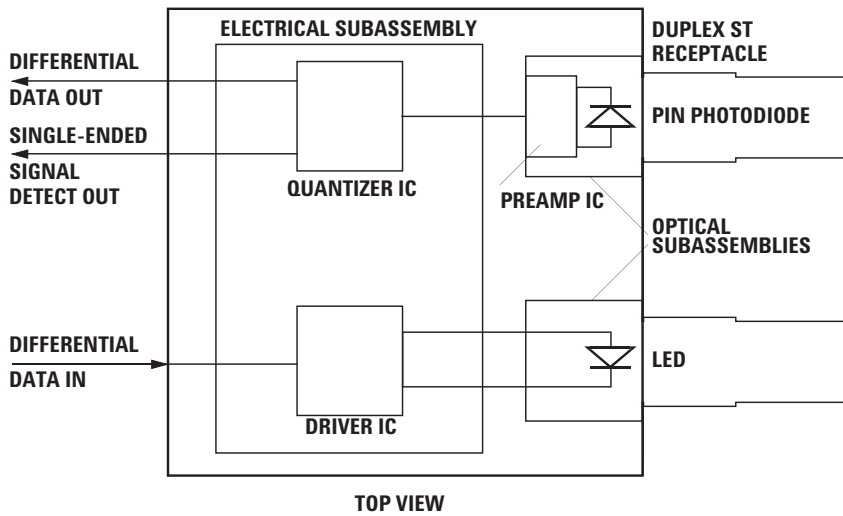 ELECTRICAL SUBASSEMBLY
DUPLEX ST
RECEPTACLE
DIFFERENTIAL
DATA OUT
SINGLE-ENDED
SIGNAL
DETECT OUT
QUANTIZER IC
PREAMP IC
PIN PHOTODIODE
OPTICAL
SUBASSEMBLIES
DIFFERENTIAL
DATA IN
DRIVER IC
LED
TOP VIEW